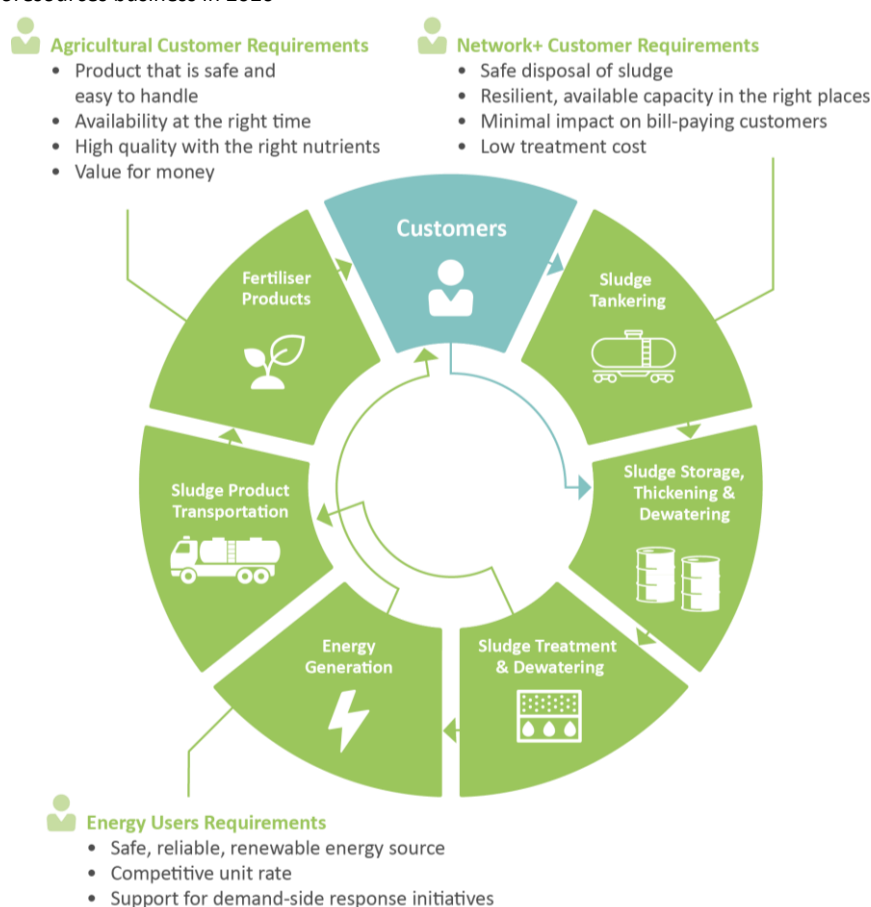 Agricultural Customer Requirements
• Product that is safe and
easy to handle
• Availability at the right time
• High quality with the right nutrients
• Value for money
Network+ Customer Requirements
• Safe disposal of sludge
• Resilient, available capacity in the right places
• Minimal impact on bill-paying customers
• Low treatment cost
Customers
Sludge
Tankering
Sludge Storage,
Thickening &
Dewatering
Sludge Treatment
& Dewatering
Energy
Generation
Sludge Product
Transportation
Fertiliser
Products
Energy Users Requirements
• Safe, reliable, renewable energy source
• Competitive unit rate
• Support for demand-side response initiatives